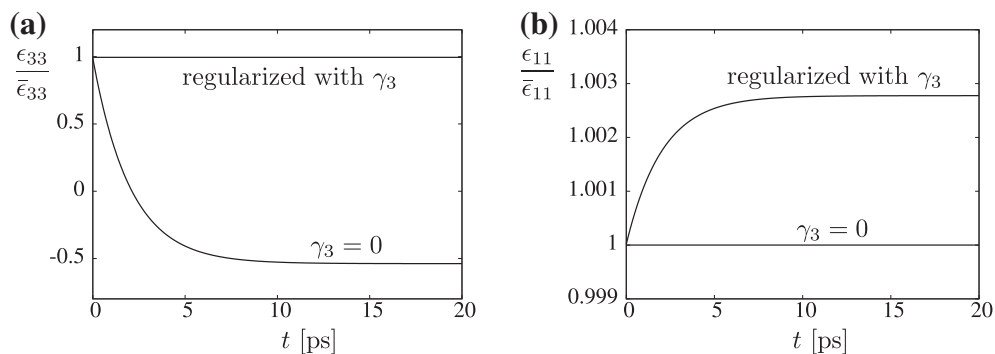 (a)
ϵ33
ϵ̄33
1
0.5
0
-0.5
regularized with γ3
γ3 = 0
0 5 10 15 20
t [ps]
(b)
ϵ11
ϵ̄11
1.004
1.003
1.002
1.001
1
0.999
regularized with γ3
γ3 = 0
0 5 10 15 20
t [ps]